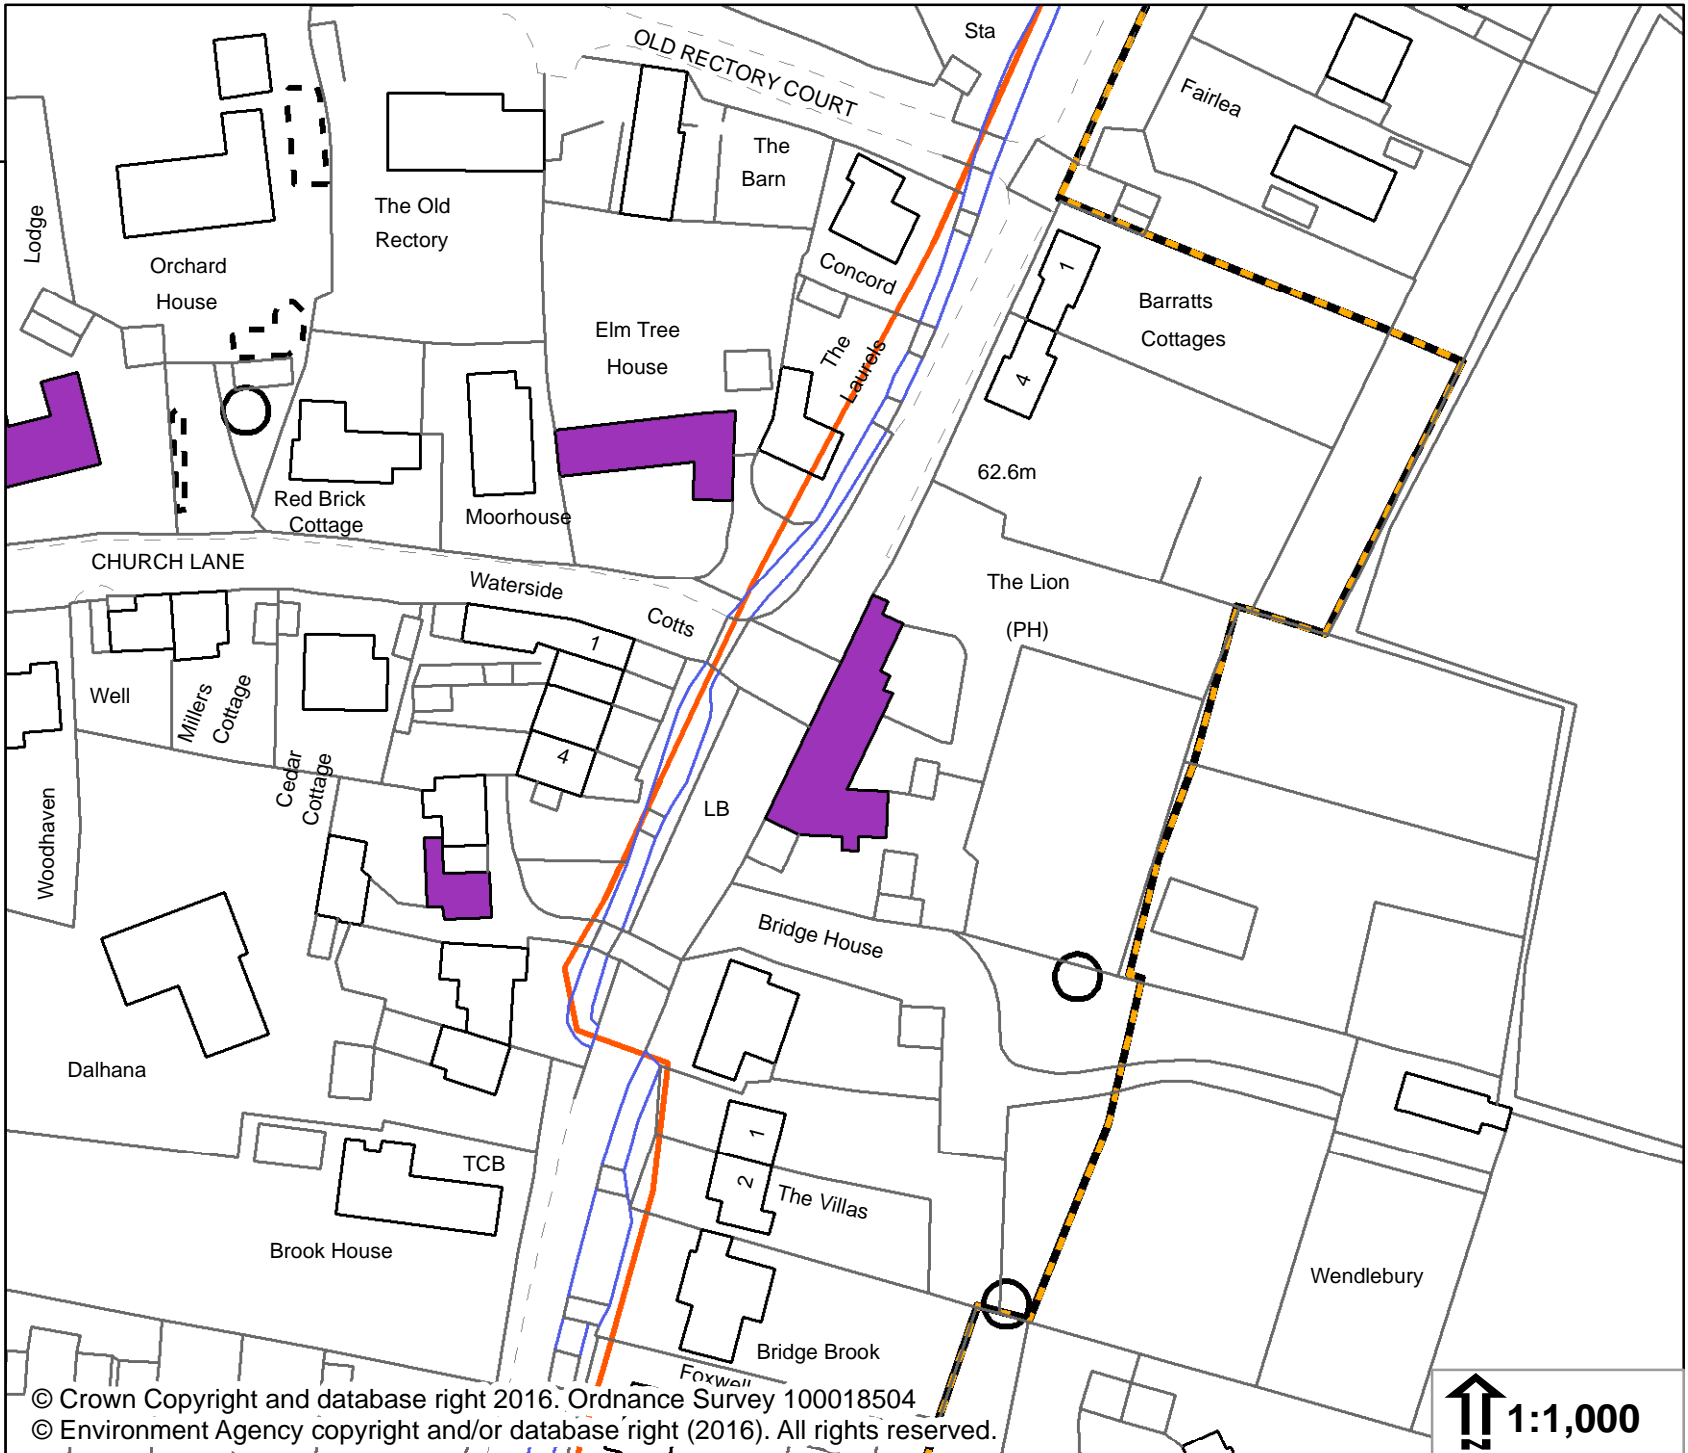 Sta
OLD RECTORY COURT
Fairlea
The
Barn
Lodge
The Old
Rectory
Orchard
House
Concord
1
Barratts
Cottages
Elm Tree
House
The
Laurels
4
62.6m
Red Brick
Cottage
Moorhouse
CHURCH LANE
Waterside
Cotts
The Lion
(PH)
1
Well
Millers
Cottage
4
Cedar
Cottage
LB
Woodhaven
Bridge House
Dalhana
1
TCB
2
The Villas
Brook House
Wendlebury
Bridge Brook
Foxwell
© Crown Copyright and database right 2016. Ordnance Survey 100018504
© Environment Agency copyright and/or database right (2016). All rights reserved.
N
1:1,000